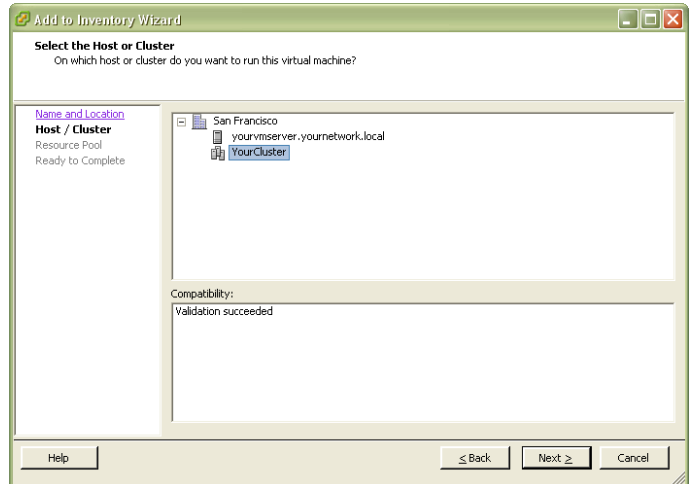 Add to Inventory Wizard
Select the Host or Cluster
On which host or cluster do you want to run this virtual machine?
Name and Location
Host / Cluster
Resource Pool
Ready to Complete
San Francisco
yourvmserver.yournetwork.local
YourCluster
Compatibility:
Validation succeeded
Help
< Back
Next >
Cancel